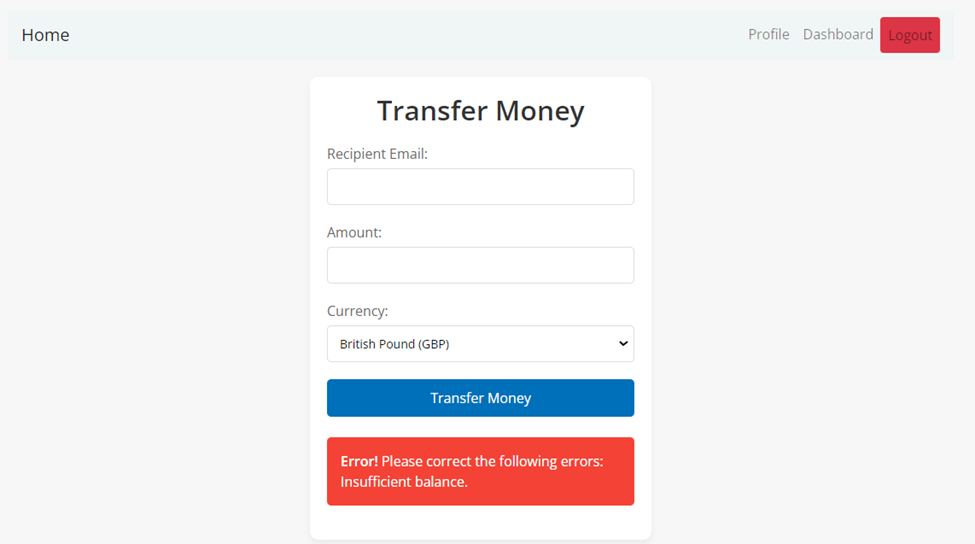 Home
Profile Dashboard Logout
Transfer Money
Recipient Email:
Amount:
Currency:
British Pound (GBP)
Transfer Money
Error! Please correct the following errors:
Insufficient balance.